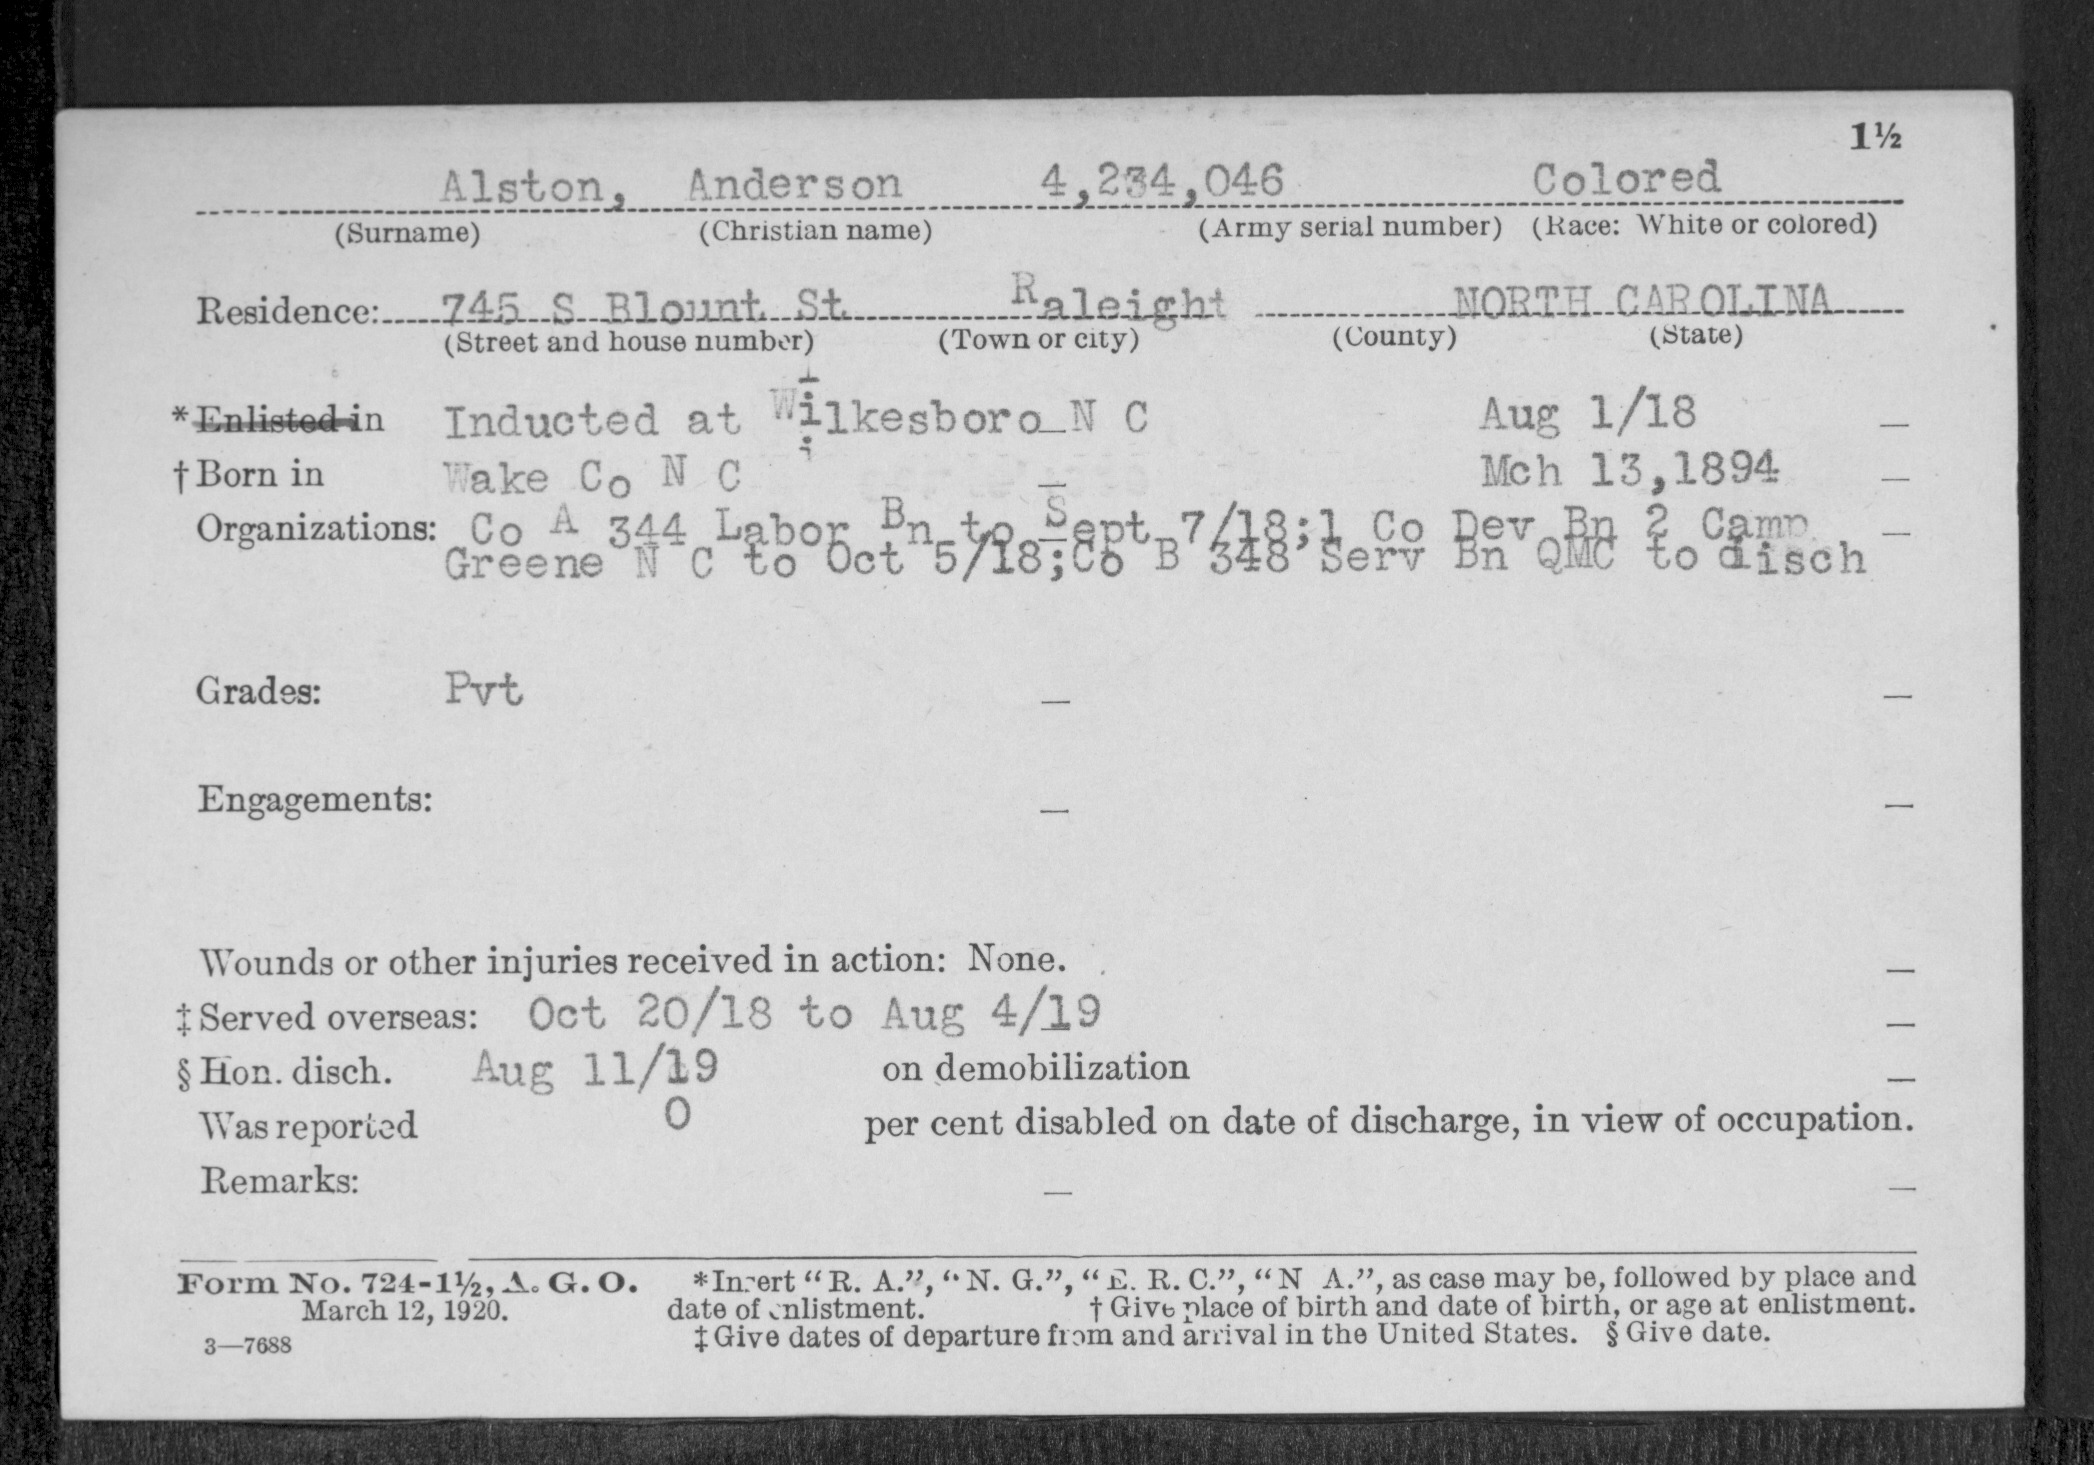 1½
Alston, Anderson 4,234,046 Colored
(Surname) (Christian name) (Army serial number) (Race: White or colored)
Residence: 745 S Blount St Raleight NORTH CAROLINA
(Street and house number) (Town or city) (County) (State)
*Enlisted in Inducted at Wilkesboro N C Aug 1/18 —
†Born in Wake Co N C — Mch 13,1894 —
Organizations: Co A 344 Labor Bn to Sept 7/18;1 Co Dev Bn 2 Camp —
Greene N C to Oct 5/18;Co B 348 Serv Bn QMC to disch
Grades: Pvt — —
Engagements: — —
Wounds or other injuries received in action: None. —
‡Served overseas: Oct 20/18 to Aug 4/19 —
§Hon. disch. Aug 11/19 on demobilization —
Was reported 0 per cent disabled on date of discharge, in view of occupation.
Remarks: — —
Form No. 724-1½, A. G. O. *Insert "R. A.", "N. G.", "E. R. C.", "N A.", as case may be, followed by place and
March 12, 1920. date of enlistment. †Give place of birth and date of birth, or age at enlistment.
3—7688 ‡Give dates of departure from and arrival in the United States. §Give date.